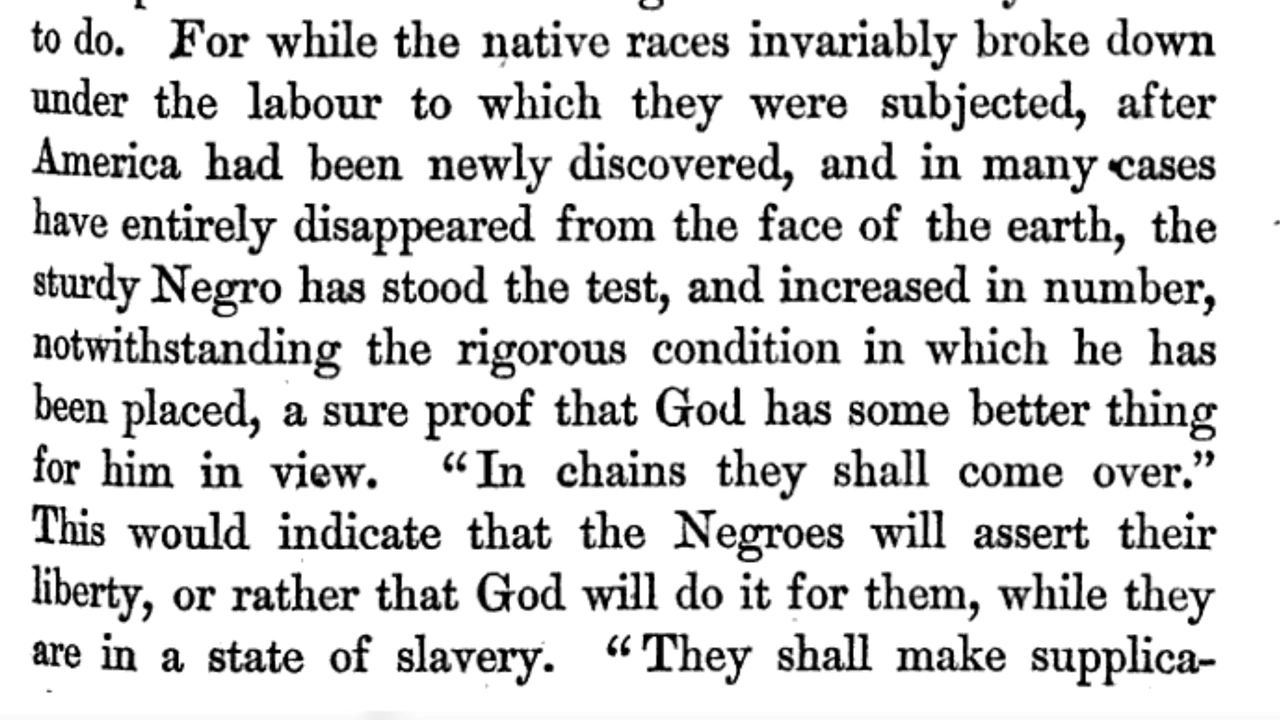 to do. For while the native races invariably broke down
under the labour to which they were subjected, after
America had been newly discovered, and in many cases
have entirely disappeared from the face of the earth, the
sturdy Negro has stood the test, and increased in number,
notwithstanding the rigorous condition in which he has
been placed, a sure proof that God has some better thing
for him in view. “In chains they shall come over.”
This would indicate that the Negroes will assert their
liberty, or rather that God will do it for them, while they
are in a state of slavery. “They shall make supplica-